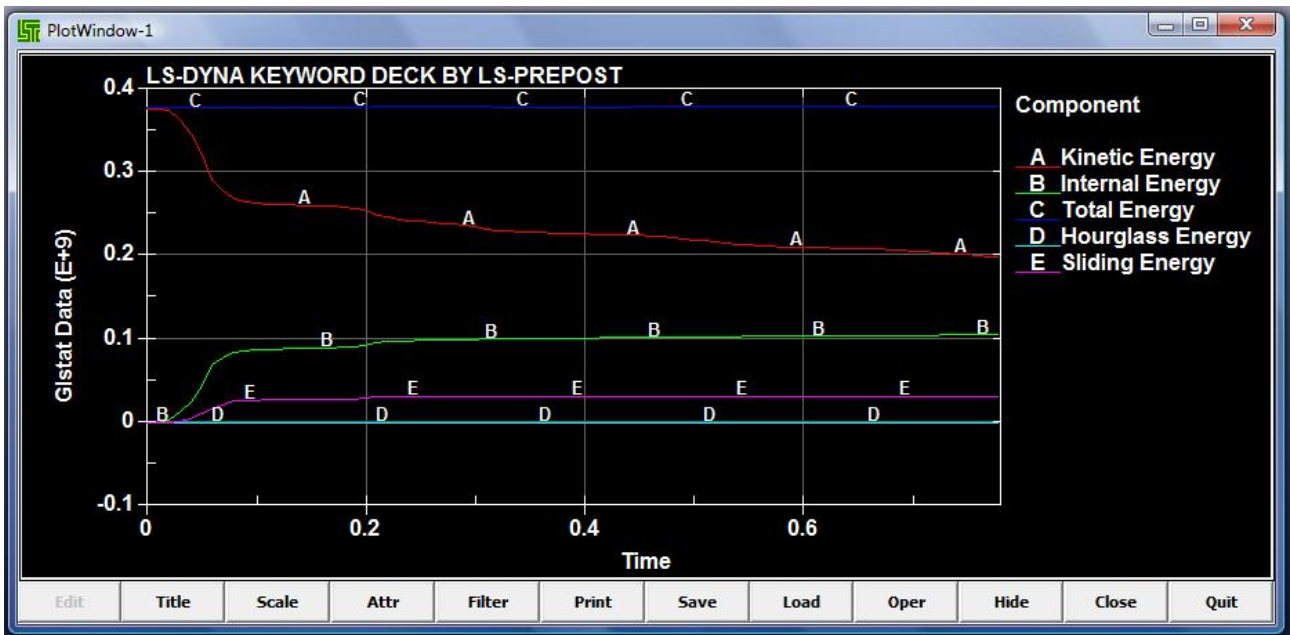 PlotWindow-1
LS-DYNA KEYWORD DECK BY LS-PREPOST
0.4
0.3
0.2
0.1
0
-0.1
Glstat Data (E+9)
C C C C C
A A A A A A
B B B B B B
E E E E E
D D D D D
0 0.2 0.4 0.6
Time
Component
A Kinetic Energy
B Internal Energy
C Total Energy
D Hourglass Energy
E Sliding Energy
Edit Title Scale Attr Filter Print Save Load Oper Hide Close Quit